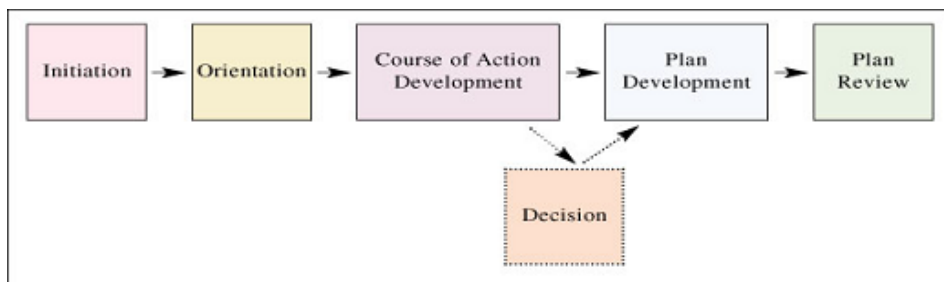 Initiation
Orientation
Course of Action
Development
Plan
Development
Plan
Review
Decision